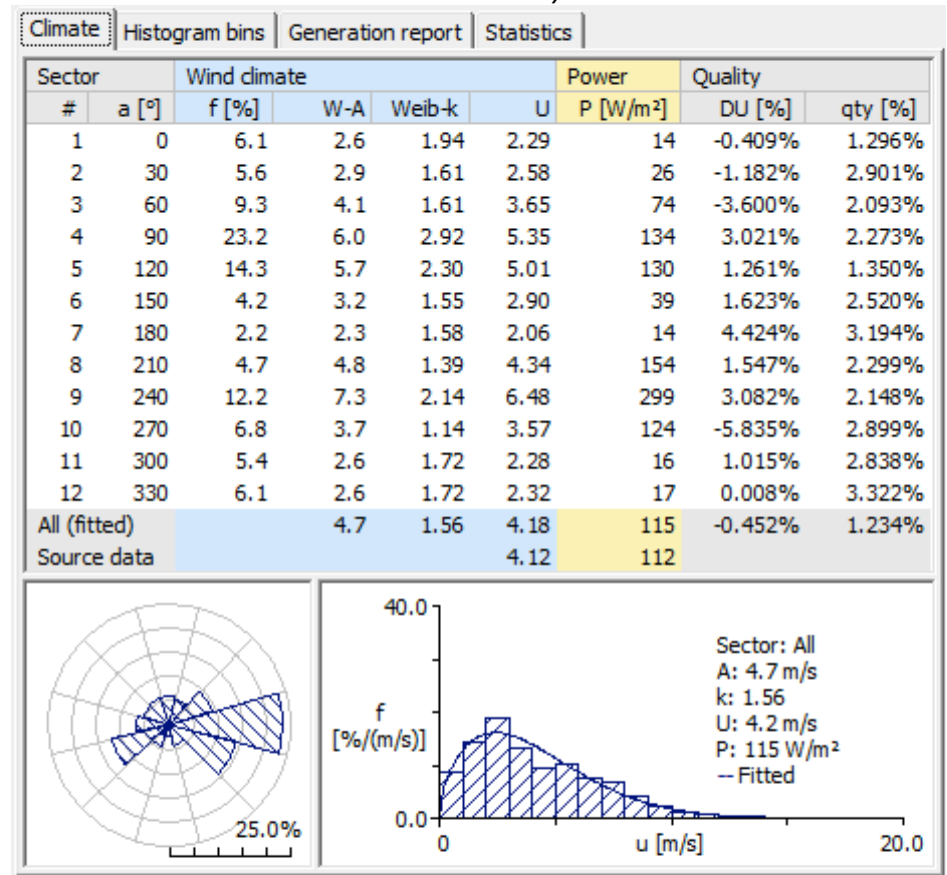 Climate Histogram bins Generation report Statistics
Sector Wind climate Power Quality
# a [°] f [%] W-A Weib-k U P [W/m²] DU [%] qty [%]
1 0 6.1 2.6 1.94 2.29 14 -0.409% 1.296%
2 30 5.6 2.9 1.61 2.58 26 -1.182% 2.901%
3 60 9.3 4.1 1.61 3.65 74 -3.600% 2.093%
4 90 23.2 6.0 2.92 5.35 134 3.021% 2.273%
5 120 14.3 5.7 2.30 5.01 130 1.261% 1.350%
6 150 4.2 3.2 1.55 2.90 39 1.623% 2.520%
7 180 2.2 2.3 1.58 2.06 14 4.424% 3.194%
8 210 4.7 4.8 1.39 4.34 154 1.547% 2.299%
9 240 12.2 7.3 2.14 6.48 299 3.082% 2.148%
10 270 6.8 3.7 1.14 3.57 124 -5.835% 2.899%
11 300 5.4 2.6 1.72 2.28 16 1.015% 2.838%
12 330 6.1 2.6 1.72 2.32 17 0.008% 3.322%
All (fitted) 4.7 1.56 4.18 115 -0.452% 1.234%
Source data 4.12 112
25.0%
40.0
f
[%/(m/s)]
0.0
0 u [m/s] 20.0
Sector: All
A: 4.7 m/s
k: 1.56
U: 4.2 m/s
P: 115 W/m²
-- Fitted